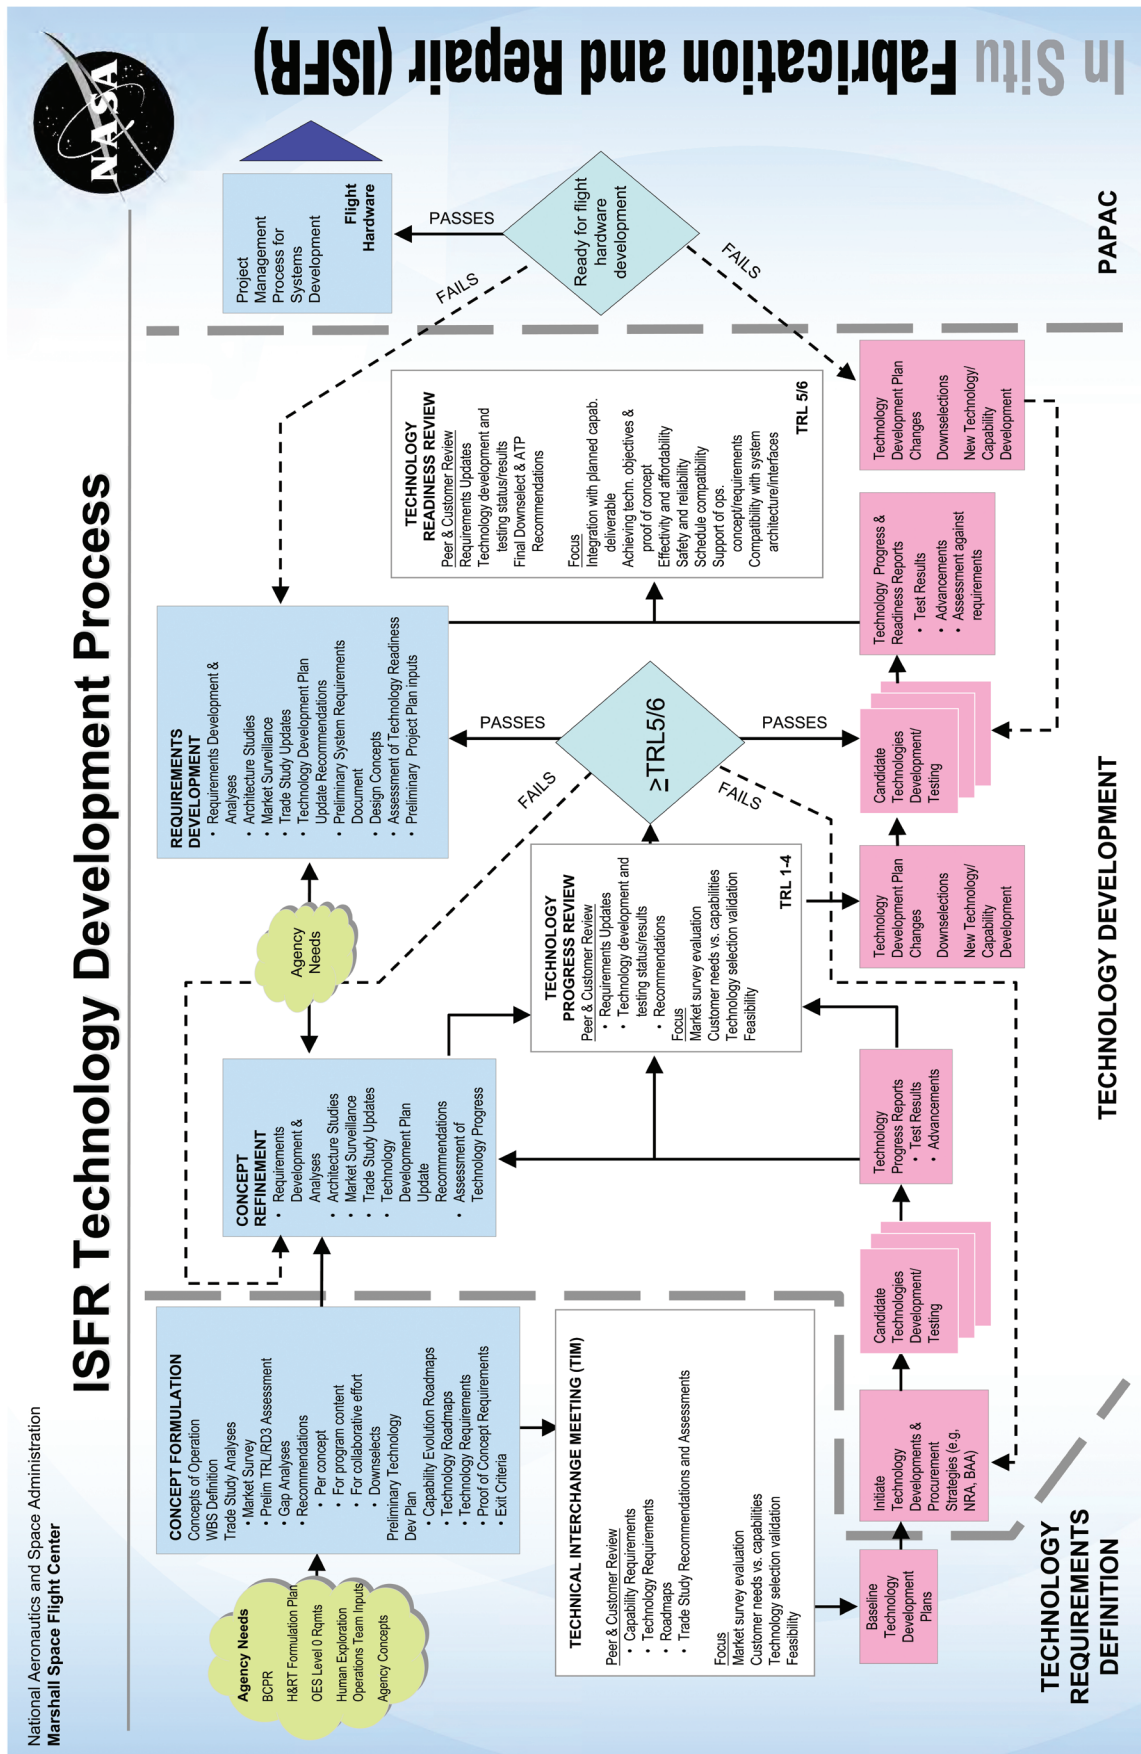 National Aeronautics and Space Administration
Marshall Space Flight Center
ISFR Technology Development Process
NASA
In Situ Fabrication and Repair (ISFR)
Agency Needs
BCPR
H&RT Formulation Plan
OES Level 0 Rqmts
Human Exploration
Operations Team Inputs
Agency Concepts
CONCEPT FORMULATION
Concepts of Operation
WBS Definition
Trade Study Analyses
• Market Survey
• Prelim TRL/RD3 Assessment
• Gap Analyses
• Recommendations
• Per concept
• For program content
• For collaborative effort
• Downselects
Preliminary Technology
Dev Plan
• Capability Evolution Roadmaps
• Technology Roadmaps
• Technology Requirements
• Proof of Concept Requirements
• Exit Criteria
TECHNICAL INTERCHANGE MEETING (TIM)
Peer & Customer Review
• Capability Requirements
• Technology Requirements
• Roadmaps
• Trade Study Recommendations and Assessments
Focus
Market survey evaluation
Customer needs vs. capabilities
Technology selection validation
Feasibility
Baseline
Technology
Development
Plans
Initiate
Technology
Developments &
Procurement
Strategies (e.g,
NRA, BAA)
Candidate
Technologies
Development/
Testing
Technology
Progress Reports
• Test Results
• Advancements
CONCEPT
REFINEMENT
• Requirements
Development &
Analyses
• Architecture Studies
• Market Surveillance
• Trade Study Updates
• Technology
Development Plan
Update
Recommendations
• Assessment of
Technology Progress
Agency
Needs
TECHNOLOGY
PROGRESS REVIEW
Peer & Customer Review
• Requirements Updates
• Technology development and
testing status/results
• Recommendations
Focus
Market survey evaluation
Customer needs vs. capabilities
Technology selection validation
Feasibility
TRL 1-4
Technology
Development Plan
Changes
Downselections
New Technology/
Capability
Development
≥TRL5/6
FAILS
FAILS
PASSES
PASSES
REQUIREMENTS
DEVELOPMENT
• Requirements Development &
Analyses
• Architecture Studies
• Market Surveillance
• Trade Study Updates
• Technology Development Plan
Update Recommendations
• Preliminary System Requirements
Document
• Design Concepts
• Assessment of Technology Readiness
• Preliminary Project Plan inputs
Candidate
Technologies
Development/
Testing
Technology Progress &
Readiness Reports
• Test Results
• Advancements
• Assessment against
requirements
TECHNOLOGY
READINESS REVIEW
Peer & Customer Review
Requirements Updates
Technology development and
testing status/results
Final Downselect & ATP
Recommendations
Focus
Integration with planned capab.
deliverable
Achieving techn. objectives &
proof of concept
Effectivity and affordability
Safety and reliability
Schedule compatibility
Support of ops.
concept/requirements
Compatibility with system
architecture/interfaces
TRL 5/6
Technology
Development Plan
Changes
Downselections
New Technology/
Capability
Development
Ready for flight
hardware
development
FAILS
FAILS
PASSES
Project
Management
Process for
Systems
Development
Flight
Hardware
TECHNOLOGY
REQUIREMENTS
DEFINITION
TECHNOLOGY DEVELOPMENT
PAPAC